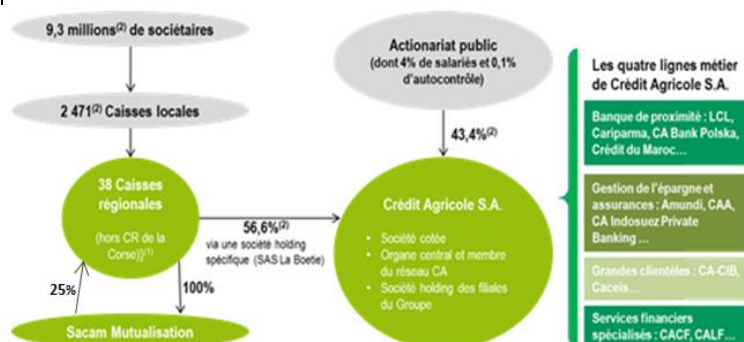 9,3 millions(2) de sociétaires
2 471(2) Caisses locales
38 Caisses
régionales
(hors CR de la
Corse)}(1)
25%
100%
Sacam Mutualisation
56,6%(2)
via une société holding
spécifique (SAS La Boetie)
Actionariat public
(dont 4% de salariés et 0,1%
d'autocontrôle)
43,4%(2)
Crédit Agricole S.A.
• Société cotée
• Organe central et membre
du réseau CA
• Société holding des filiales
du Groupe
Les quatre lignes métier
de Crédit Agricole S.A.
Banque de proximité : LCL,
Cariparma, CA Bank Polska,
Crédit du Maroc…
Gestion de l'épargne et
assurances : Amundi, CAA,
CA Indosuez Private
Banking …
Grandes clientéles : CA-CIB,
Caceis…
Services financiers
spécialisés : CACF, CALF…